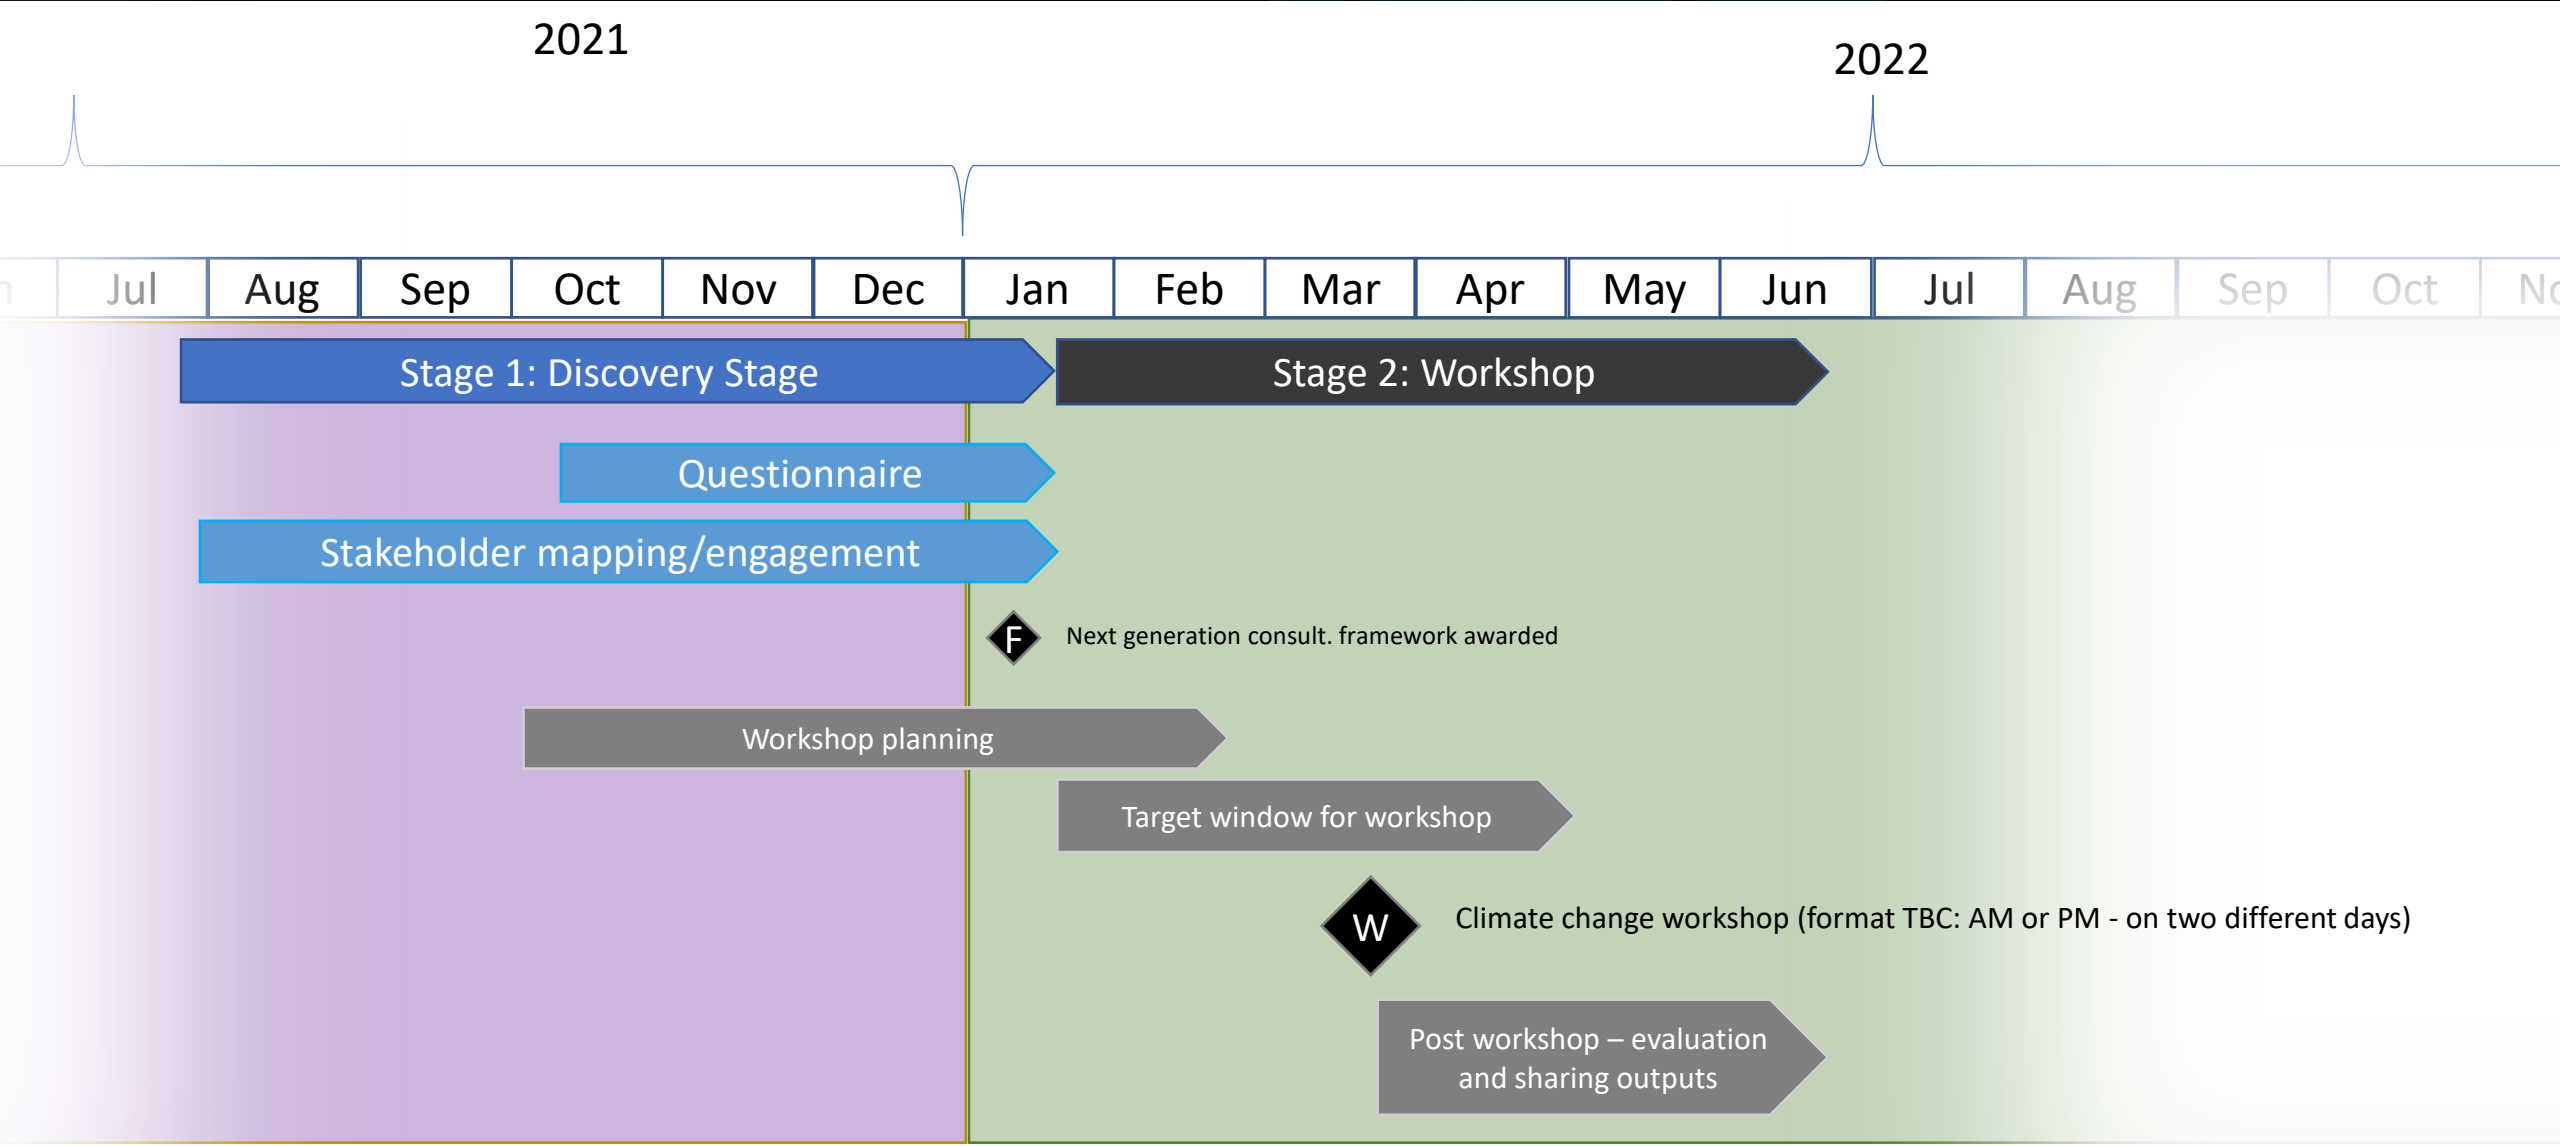 2021
2022
Jul Aug Sep Oct Nov Dec Jan Feb Mar Apr May Jun Jul Aug Sep Oct
Stage 1: Discovery Stage
Stage 2: Workshop
Questionnaire
Stakeholder mapping/engagement
F
Next generation consult. framework awarded
Workshop planning
Target window for workshop
W
Climate change workshop (format TBC: AM or PM - on two different days)
Post workshop – evaluation
and sharing outputs